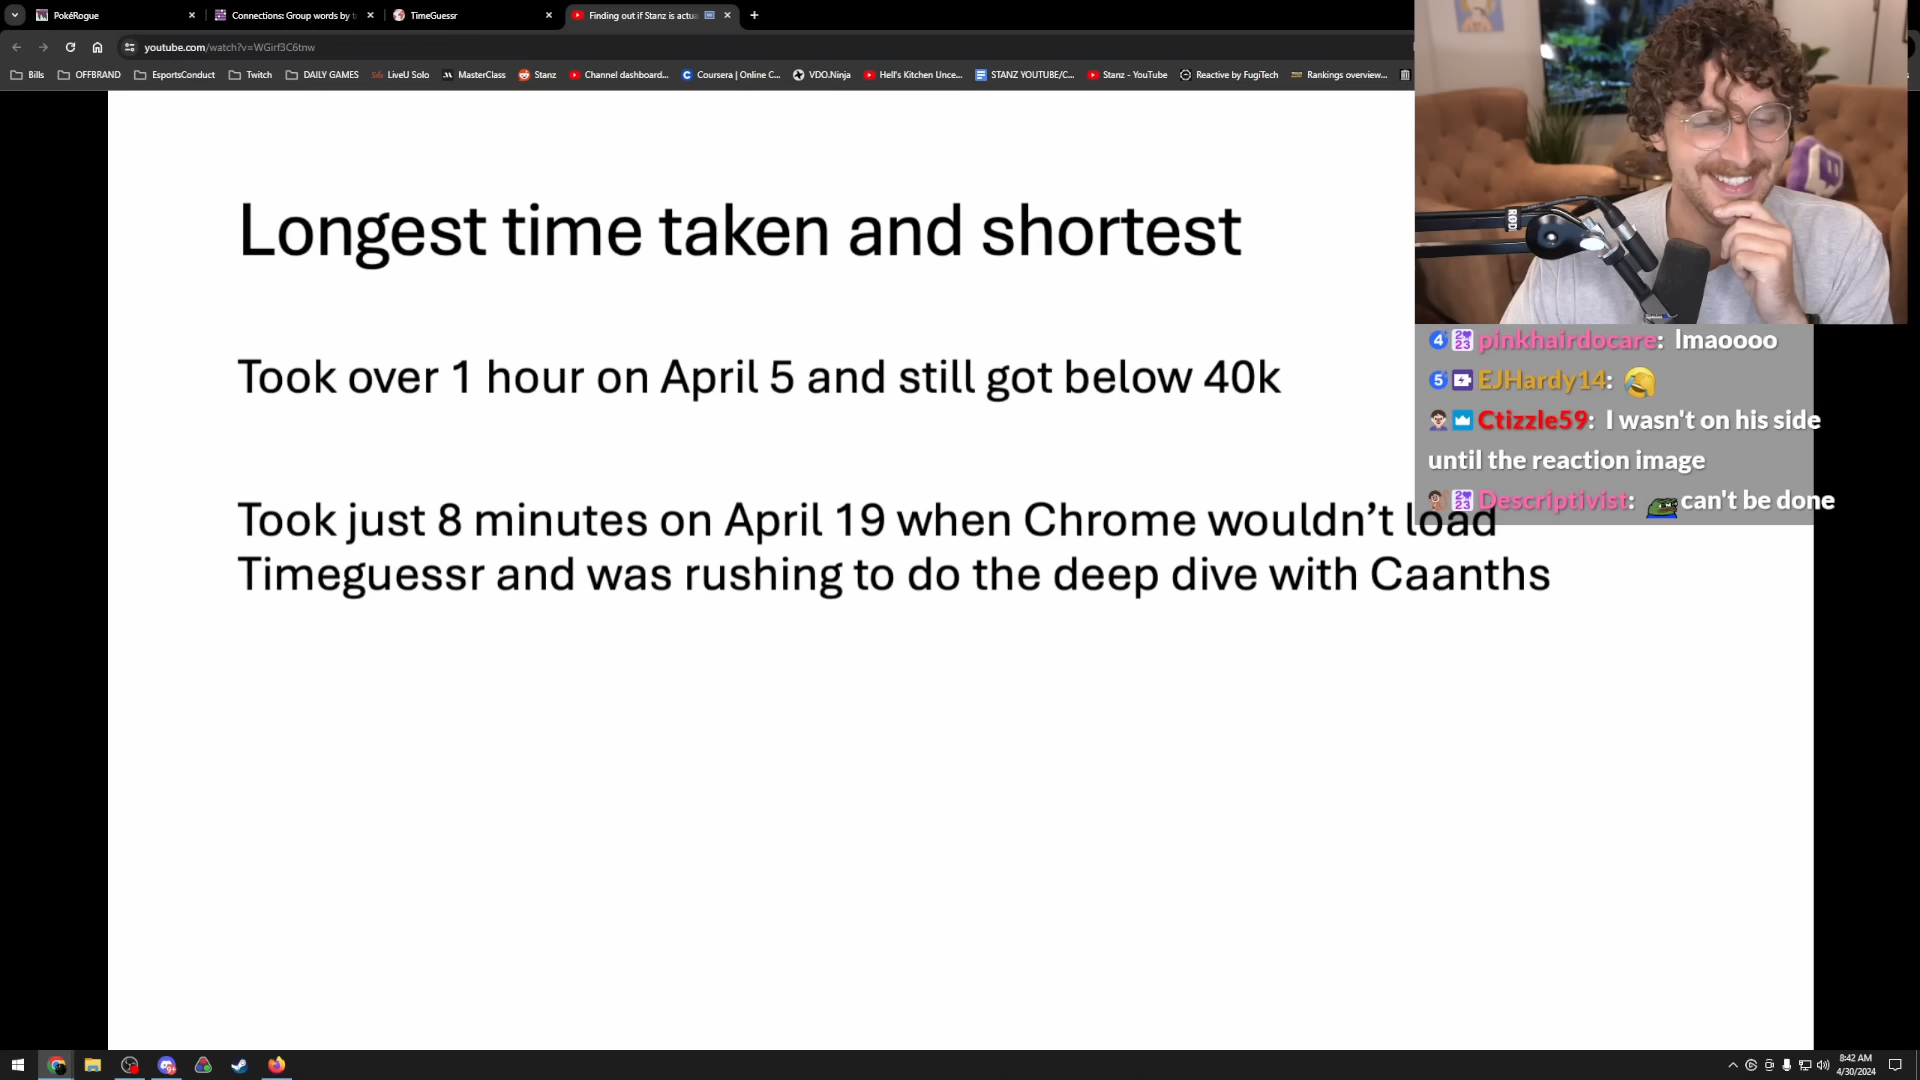 PokéRogue
Connections: Group words by t
TimeGuessr
Finding out if Stanz is actua
youtube.com/watch?v=WGirf3C6tnw
Bills
OFFBRAND
EsportsConduct
Twitch
DAILY GAMES
LiveU Solo
MasterClass
Stanz
Channel dashboard...
Coursera | Online C...
VDO.Ninja
Hell's Kitchen Unce...
STANZ YOUTUBE/C...
Stanz - YouTube
Reactive by FugiTech
Rankings overview...
Longest time taken and shortest
Took over 1 hour on April 5 and still got below 40k
Took just 8 minutes on April 19 when Chrome wouldn't load
Timeguessr and was rushing to do the deep dive with Caanths
pinkhairdocare: lmaoooo
EJHardy14:
Ctizzle59: I wasn't on his side
until the reaction image
Descriptivist: can't be done
8:42 AM
4/30/2024